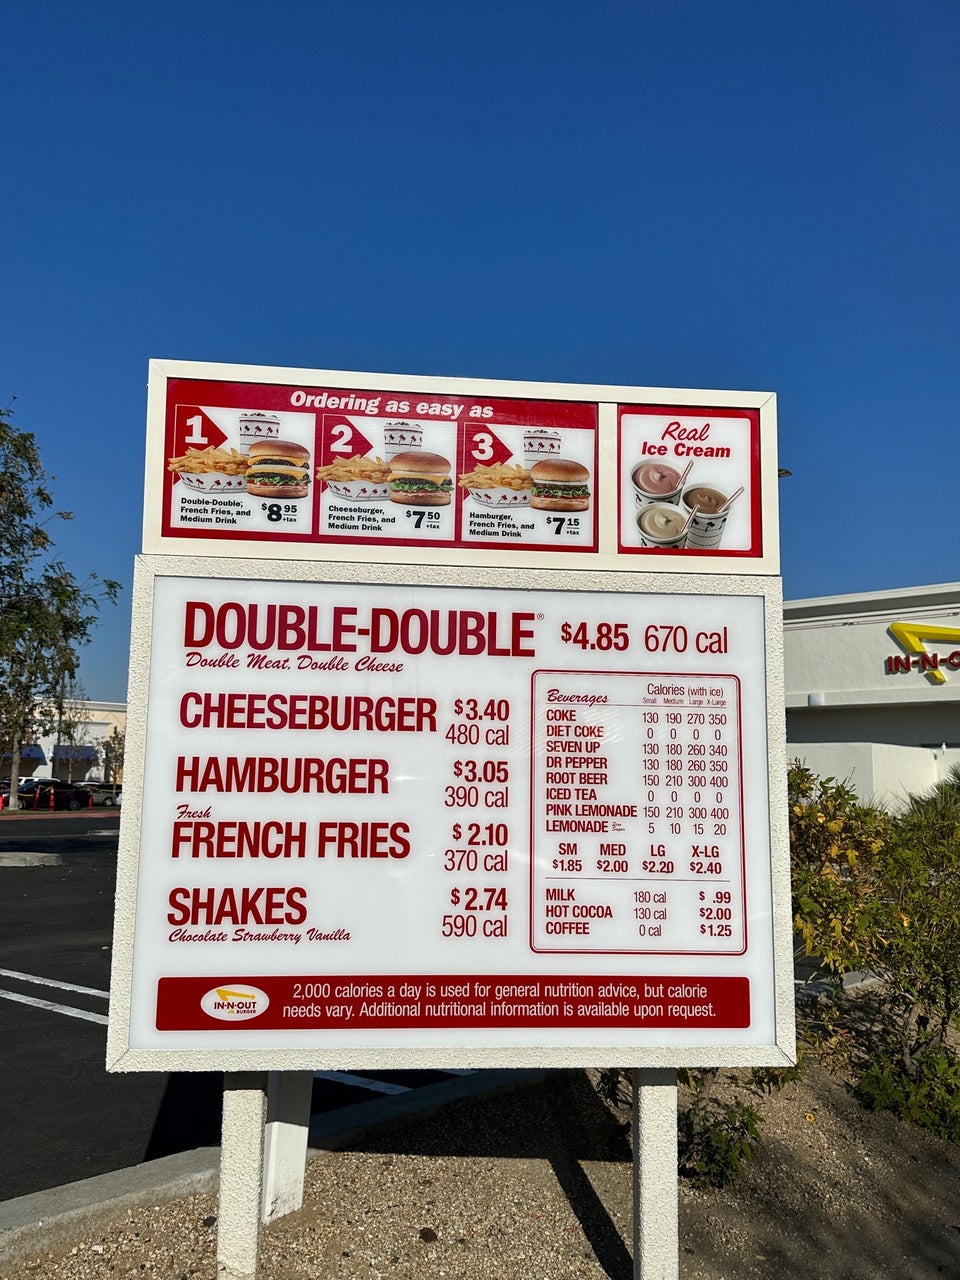 Ordering as easy as
1
Double-Double,
French Fries, and
Medium Drink
$8.95
+tax
2
Cheeseburger,
French Fries, and
Medium Drink
$7.50
+tax
3
Hamburger,
French Fries, and
Medium Drink
$7.15
+tax
Real
Ice Cream
DOUBLE-DOUBLE® $4.85 670 cal
Double Meat, Double Cheese
CHEESEBURGER $3.40
480 cal
HAMBURGER $3.05
390 cal
Fresh
FRENCH FRIES $2.10
370 cal
SHAKES $2.74
590 cal
Chocolate Strawberry Vanilla
Beverages Calories (with ice)
Small Medium Large X-Large
COKE 130 190 270 350
DIET COKE 0 0 0 0
SEVEN UP 130 180 260 340
DR PEPPER 130 180 260 350
ROOT BEER 150 210 300 400
ICED TEA 0 0 0 0
PINK LEMONADE 150 210 300 400
LEMONADE 5 10 15 20
SM MED LG X-LG
$1.85 $2.00 $2.20 $2.40
MILK 180 cal $ .99
HOT COCOA 130 cal $2.00
COFFEE 0 cal $1.25
IN-N-OUT
BURGER
2,000 calories a day is used for general nutrition advice, but calorie
needs vary. Additional nutritional information is available upon request.
IN-N-O